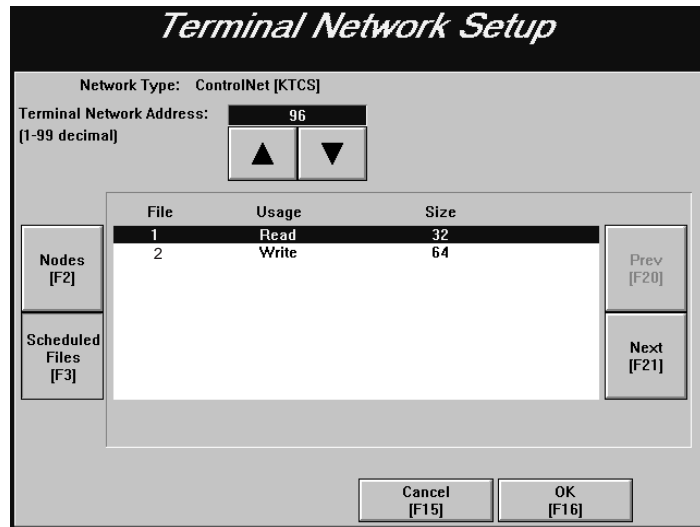 Terminal Network Setup
Network Type: ControlNet [KTCS]
Terminal Network Address: 96
(1-99 decimal)
File Usage Size
1 Read 32
2 Write 64
Nodes
[F2]
Prev
[F20]
Scheduled
Files
[F3]
Next
[F21]
Cancel
[F15]
OK
[F16]